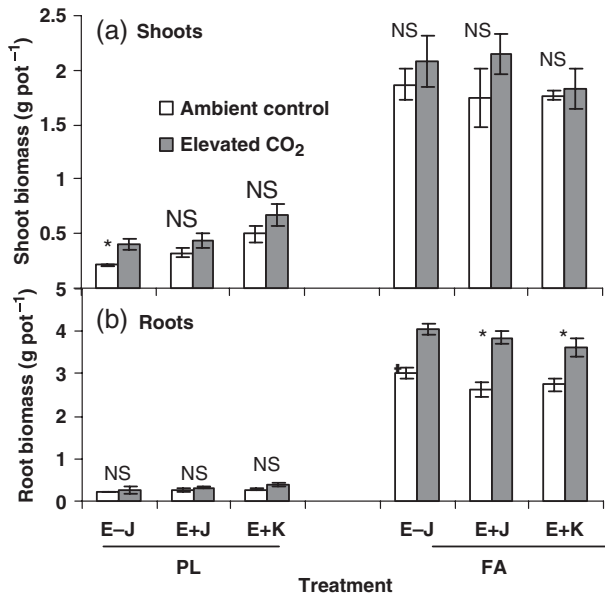 2.5
(a) Shoots
NS
NS
NS
2
Ambient control
Elevated CO₂
1.5
Shoot biomass (g pot⁻¹)
1
NS
NS
*
0.5
5
(b) Roots
4
*
*
3
Root biomass (g pot⁻¹)
2
1
NS
NS
NS
0
E–J E+J E+K E–J E+J E+K
PL FA
Treatment